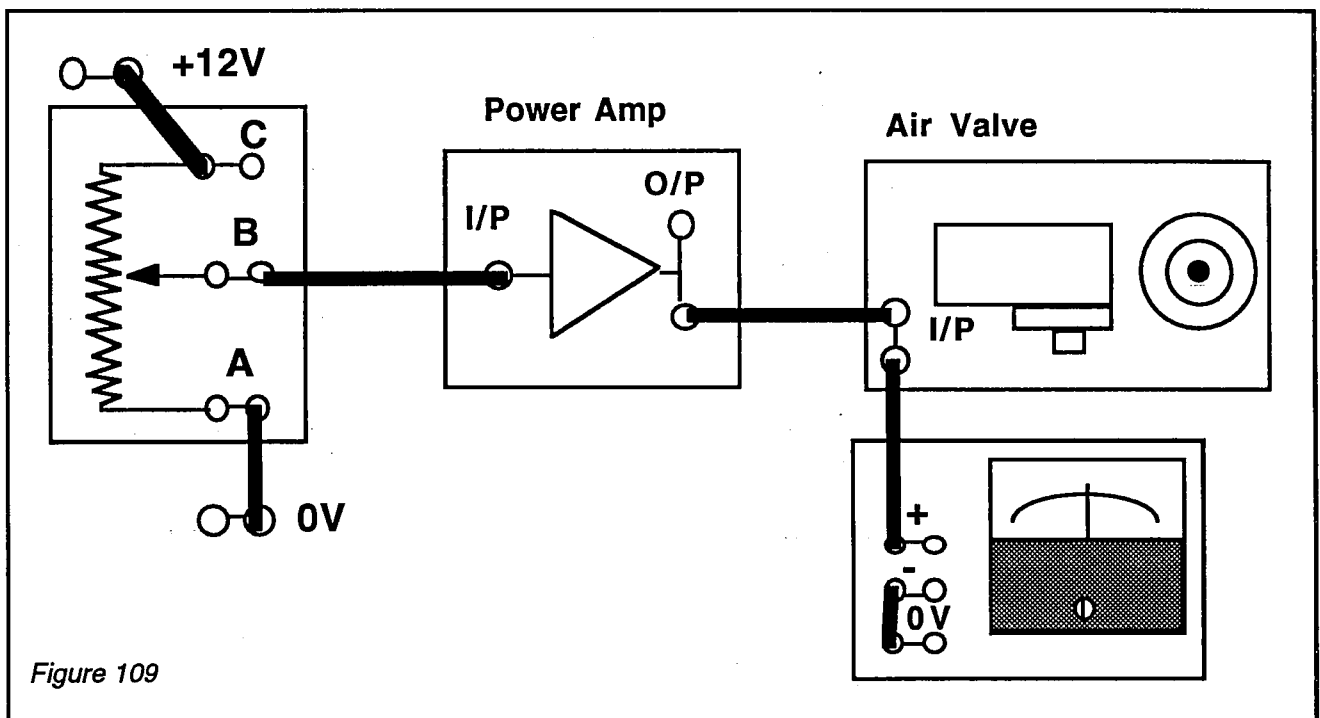 +12V
C
B
A
0V
Power Amp
I/P
O/P
Air Valve
I/P
+
-
0V
Figure 109